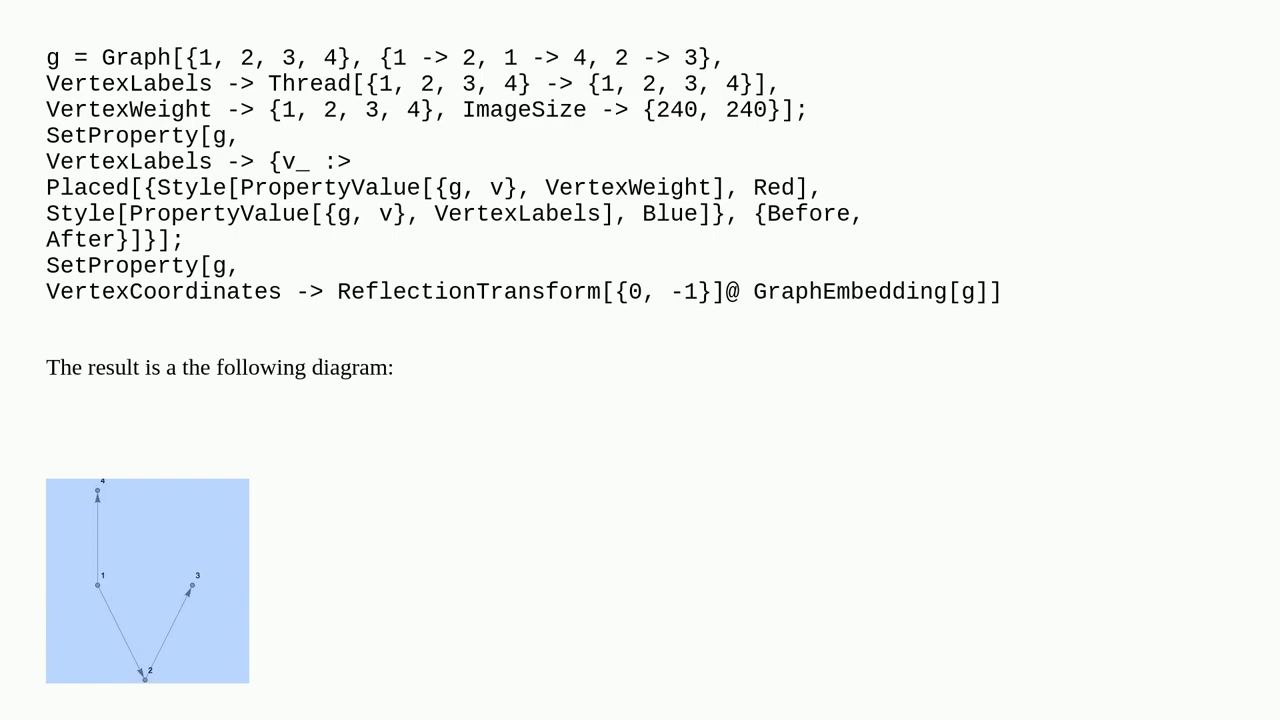 g = Graph[{1, 2, 3, 4}, {1 -> 2, 1 -> 4, 2 -> 3},
VertexLabels -> Thread[{1, 2, 3, 4} -> {1, 2, 3, 4}],
VertexWeight -> {1, 2, 3, 4}, ImageSize -> {240, 240}];
SetProperty[g,
VertexLabels -> {v_ :>
Placed[{Style[PropertyValue[{g, v}, VertexWeight], Red],
Style[PropertyValue[{g, v}, VertexLabels], Blue]}, {Before,
After}]}];
SetProperty[g,
VertexCoordinates -> ReflectionTransform[{0, -1}]@ GraphEmbedding[g]]
The result is a the following diagram:
4
1
3
2